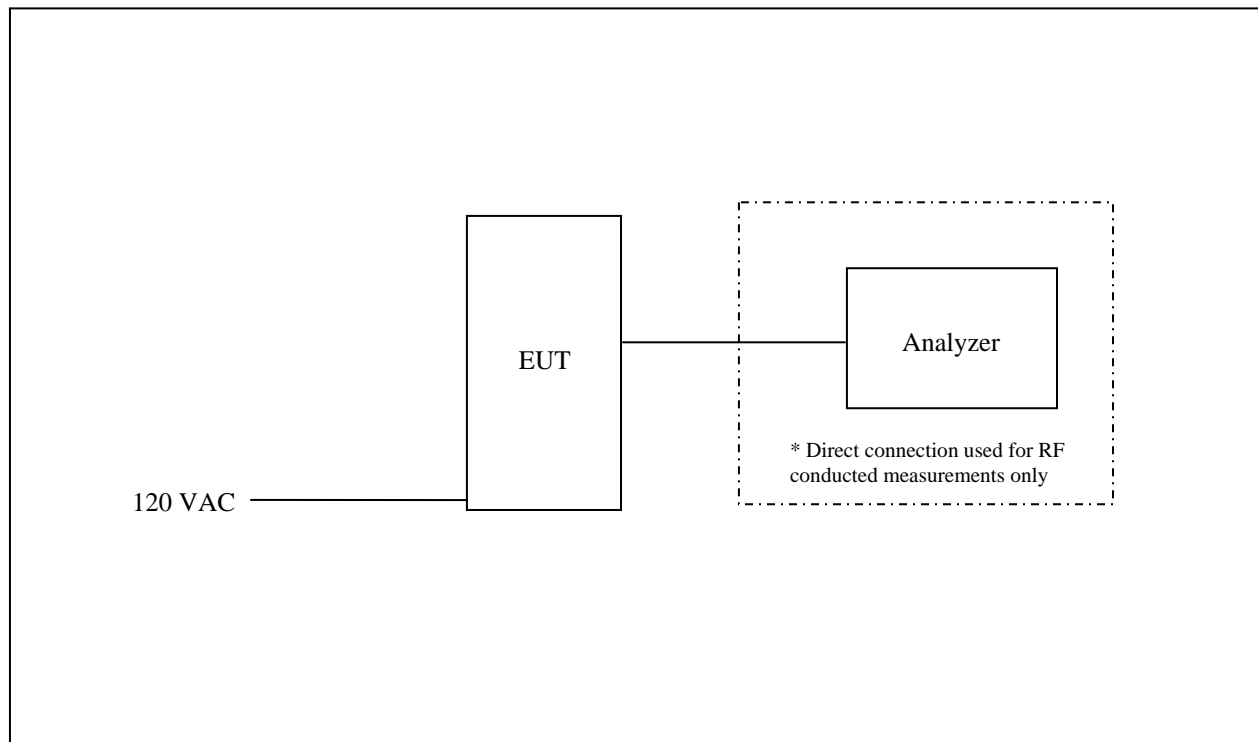 EUT
Analyzer
* Direct connection used for RF
conducted measurements only
120 VAC